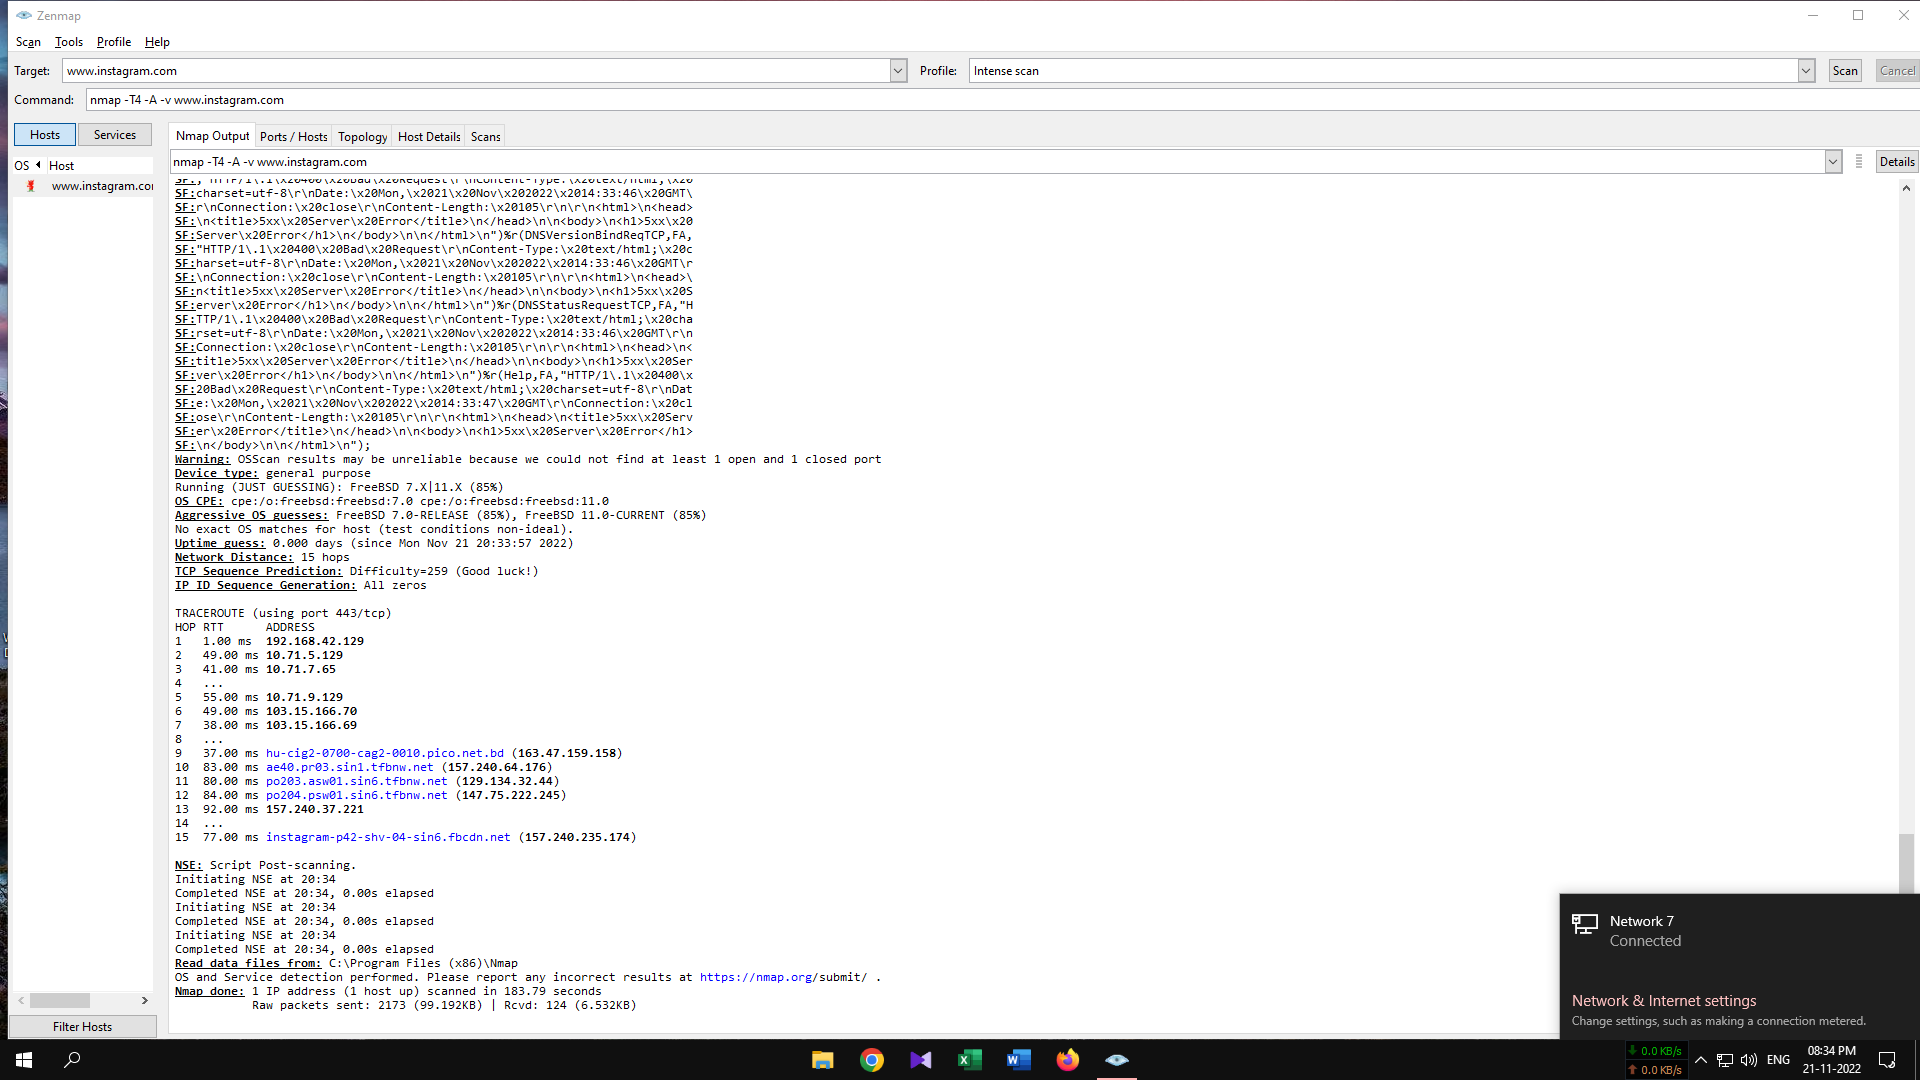 Zenmap
Scan Tools Profile Help
Target: www.instagram.com Profile: Intense scan Scan Cancel
Command: nmap -T4 -A -v www.instagram.com
Hosts Services
Nmap Output Ports / Hosts Topology Host Details Scans
OS Host
nmap -T4 -A -v www.instagram.com Details
www.instagram.co
SF:,"HTTP/1\.1\x20400\x20Bad\x20Request\r\nContent-Type:\x20text/html;\x20
SF:charset=utf-8\r\nDate:\x20Mon,\x2021\x20Nov\x202022\x2014:33:46\x20GMT\
SF:r\nConnection:\x20close\r\nContent-Length:\x20105\r\n\r\n<html>\n<head>
SF:\n<title>5xx\x20Server\x20Error</title>\n</head>\n\n<body>\n<h1>5xx\x20
SF:Server\x20Error</h1>\n</body>\n\n</html>\n")%r(DNSVersionBindReqTCP,FA,
SF:"HTTP/1\.1\x20400\x20Bad\x20Request\r\nContent-Type:\x20text/html;\x20c
SF:harset=utf-8\r\nDate:\x20Mon,\x2021\x20Nov\x202022\x2014:33:46\x20GMT\r
SF:\nConnection:\x20close\r\nContent-Length:\x20105\r\n\r\n<html>\n<head>\
SF:n<title>5xx\x20Server\x20Error</title>\n</head>\n\n<body>\n<h1>5xx\x20S
SF:erver\x20Error</h1>\n</body>\n\n</html>\n")%r(DNSStatusRequestTCP,FA,"H
SF:TTP/1\.1\x20400\x20Bad\x20Request\r\nContent-Type:\x20text/html;\x20cha
SF:rset=utf-8\r\nDate:\x20Mon,\x2021\x20Nov\x202022\x2014:33:46\x20GMT\r\n
SF:Connection:\x20close\r\nContent-Length:\x20105\r\n\r\n<html>\n<head>\n<
SF:title>5xx\x20Server\x20Error</title>\n</head>\n\n<body>\n<h1>5xx\x20Ser
SF:ver\x20Error</h1>\n</body>\n\n</html>\n")%r(Help,FA,"HTTP/1\.1\x20400\x
SF:20Bad\x20Request\r\nContent-Type:\x20text/html;\x20charset=utf-8\r\nDat
SF:e:\x20Mon,\x2021\x20Nov\x202022\x2014:33:47\x20GMT\r\nConnection:\x20cl
SF:ose\r\nContent-Length:\x20105\r\n\r\n<html>\n<head>\n<title>5xx\x20Serv
SF:er\x20Error</title>\n</head>\n\n<body>\n<h1>5xx\x20Server\x20Error</h1>
SF:\n</body>\n\n</html>\n");
Warning: OSScan results may be unreliable because we could not find at least 1 open and 1 closed port
Device type: general purpose
Running (JUST GUESSING): FreeBSD 7.X|11.X (85%)
OS CPE: cpe:/o:freebsd:freebsd:7.0 cpe:/o:freebsd:freebsd:11.0
Aggressive OS guesses: FreeBSD 7.0-RELEASE (85%), FreeBSD 11.0-CURRENT (85%)
No exact OS matches for host (test conditions non-ideal).
Uptime guess: 0.000 days (since Mon Nov 21 20:33:57 2022)
Network Distance: 15 hops
TCP Sequence Prediction: Difficulty=259 (Good luck!)
IP ID Sequence Generation: All zeros
TRACEROUTE (using port 443/tcp)
HOP RTT ADDRESS
1 1.00 ms 192.168.42.129
2 49.00 ms 10.71.5.129
3 41.00 ms 10.71.7.65
4 ...
5 55.00 ms 10.71.9.129
6 49.00 ms 103.15.166.70
7 38.00 ms 103.15.166.69
8 ...
9 37.00 ms hu-cig2-0700-cag2-0010.pico.net.bd (163.47.159.158)
10 83.00 ms ae40.pr03.sin1.tfbnw.net (157.240.64.176)
11 80.00 ms po203.asw01.sin6.tfbnw.net (129.134.32.44)
12 84.00 ms po204.psw01.sin6.tfbnw.net (147.75.222.245)
13 92.00 ms 157.240.37.221
14 ...
15 77.00 ms instagram-p42-shv-04-sin6.fbcdn.net (157.240.235.174)
NSE: Script Post-scanning.
Initiating NSE at 20:34
Completed NSE at 20:34, 0.00s elapsed
Initiating NSE at 20:34
Completed NSE at 20:34, 0.00s elapsed
Initiating NSE at 20:34
Completed NSE at 20:34, 0.00s elapsed
Read data files from: C:\Program Files (x86)\Nmap
OS and Service detection performed. Please report any incorrect results at https://nmap.org/submit/ .
Nmap done: 1 IP address (1 host up) scanned in 183.79 seconds
Raw packets sent: 2173 (99.192KB) | Rcvd: 124 (6.532KB)
Filter Hosts
Network 7
Connected
Network & Internet settings
Change settings, such as making a connection metered.
0.0 KB/s
0.0 KB/s
ENG
08:34 PM
21-11-2022